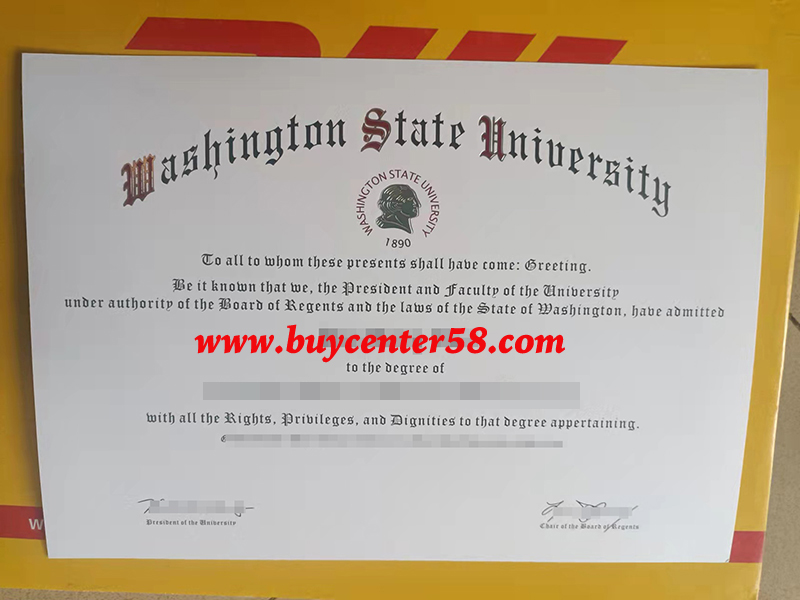 Washington State University
WASHINGTON STATE UNIVERSITY
1890
To all to whom these presents shall have come: Greeting.
Be it known that we, the President and Faculty of the University
under authority of the Board of Regents and the laws of the State of Washington, have admitted
www.buycenter58.com
to the degree of
with all the Rights, Privileges, and Dignities to that degree appertaining.
President of the University
Chair of the Board of Regents
W